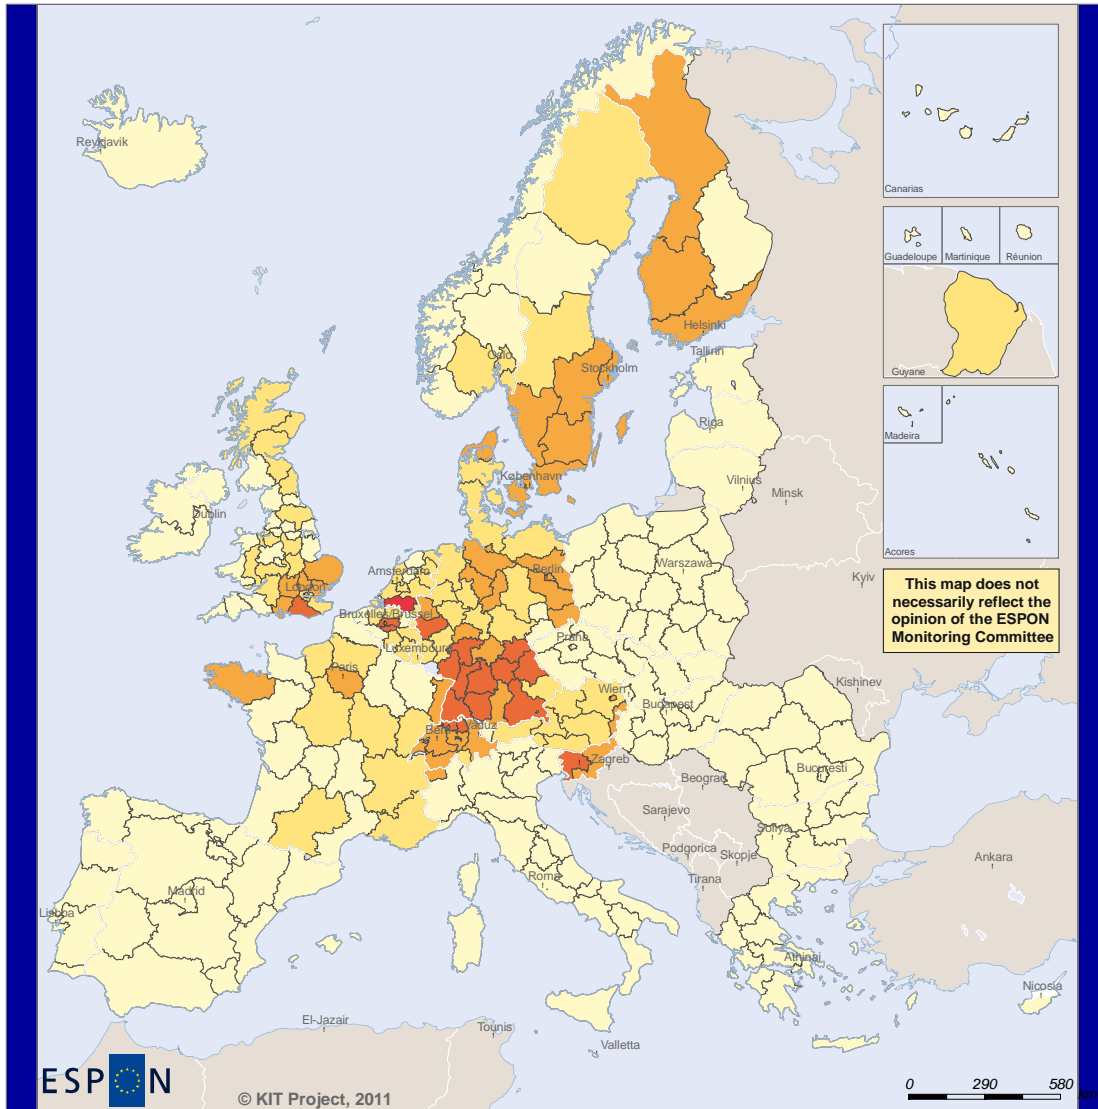 Reykjavik
Canarias
Guadeloupe
Martinique
Réunion
Guyane
Madeira
Acores
Oslo
Helsinki
Tallinn
Stockholm
Riga
København
Vilnius
Minsk
Dublin
London
Amsterdam
Berlin
Warszawa
Kyiv
This map does not
necessarily reflect the
opinion of the ESPON
Monitoring Committee
Bruxelles/Brussel
Luxembourg
Praha
Paris
Kishinev
Wien
Budapest
Bern
Vaduz
Zagreb
Beograd
Bucuresti
Sarajevo
Sofiya
Podgorica
Skopje
Ankara
Tirana
Roma
Madrid
Lisboa
Athinai
Nicosia
El-Jazair
Tounis
Valletta
ESPON
© KIT Project, 2011
0 290 580
km